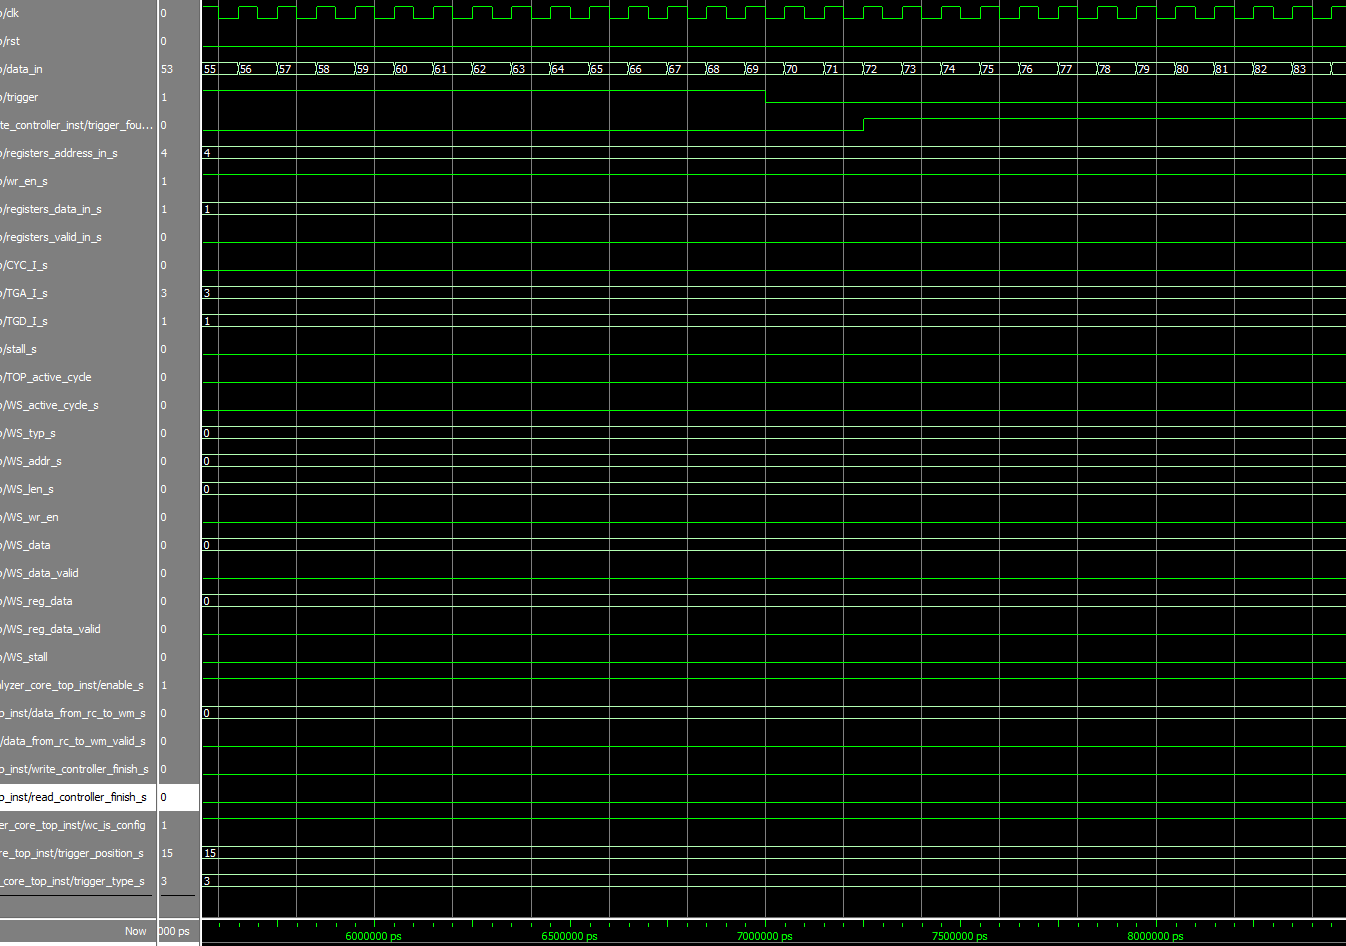 o/clk 0
o/rst 0
o/data_in 53 55 56 57 58 59 60 61 62 63 64 65 66 67 68 69 70 71 72 73 74 75 76 77 78 79 80 81 82 83
o/trigger 1
te_controller_inst/trigger_fou... 0
o/registers_address_in_s 4 4
o/wr_en_s 1
o/registers_data_in_s 1 1
o/registers_valid_in_s 0
o/CYC_I_s 0
o/TGA_I_s 3 3
o/TGD_I_s 1 1
o/stall_s 0
o/TOP_active_cycle 0
o/WS_active_cycle_s 0
o/WS_typ_s 0 0
o/WS_addr_s 0 0
o/WS_len_s 0 0
o/WS_wr_en 0
o/WS_data 0 0
o/WS_data_valid 0
o/WS_reg_data 0 0
o/WS_reg_data_valid 0
o/WS_stall 0
alyzer_core_top_inst/enable_s 1
p_inst/data_from_rc_to_wm_s 0 0
/data_from_rc_to_wm_valid_s 0
p_inst/write_controller_finish_s 0
p_inst/read_controller_finish_s 0
er_core_top_inst/wc_is_config 1
re_top_inst/trigger_position_s 15 15
_core_top_inst/trigger_type_s 3 3
Now 000 ps 6000000 ps 6500000 ps 7000000 ps 7500000 ps 8000000 ps